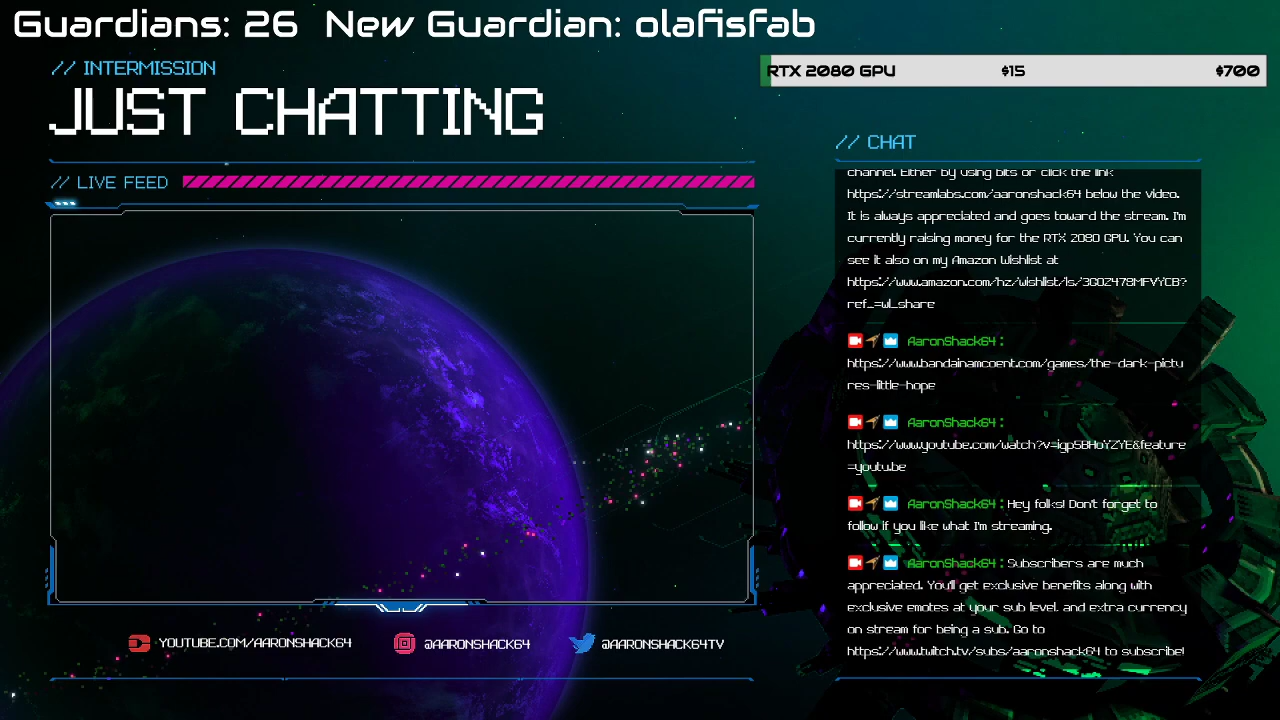 Guardians: 26 New Guardian: olafisfab
// INTERMISSION
JUST CHATTING
RTX 2080 GPU $15 $700
// LIVE FEED
// CHAT
channel. Either by using bits or click the link
https://streamlabs.com/aaronshack64 below the video.
It is always appreciated and goes toward the stream. I'm
currently raising money for the RTX 2080 GPU. You can
see it also on my Amazon Wishlist at
https://www.amazon.com/hz/wishlist/ls/3GOZ478MFVYCB?
ref_=wl_share
AaronShack64 :
https://www.bandainamcoent.com/games/the-dark-pictu
res-little-hope
AaronShack64 :
https://www.youtube.com/watch?v=igp5BHoYZYE&feature
=youtu.be
AaronShack64 : Hey folks! Don't forget to
follow if you like what I'm streaming.
AaronShack64 : Subscribers are much
appreciated. You'll get exclusive benefits along with
exclusive emotes at your sub level. and extra currency
on stream for being a sub. Go to
https://www.twitch.tv/subs/aaronshack64 to subscribe!
YOUTUBE.COM/AARONSHACK64 @AARONSHACK64 @AARONSHACK64TV